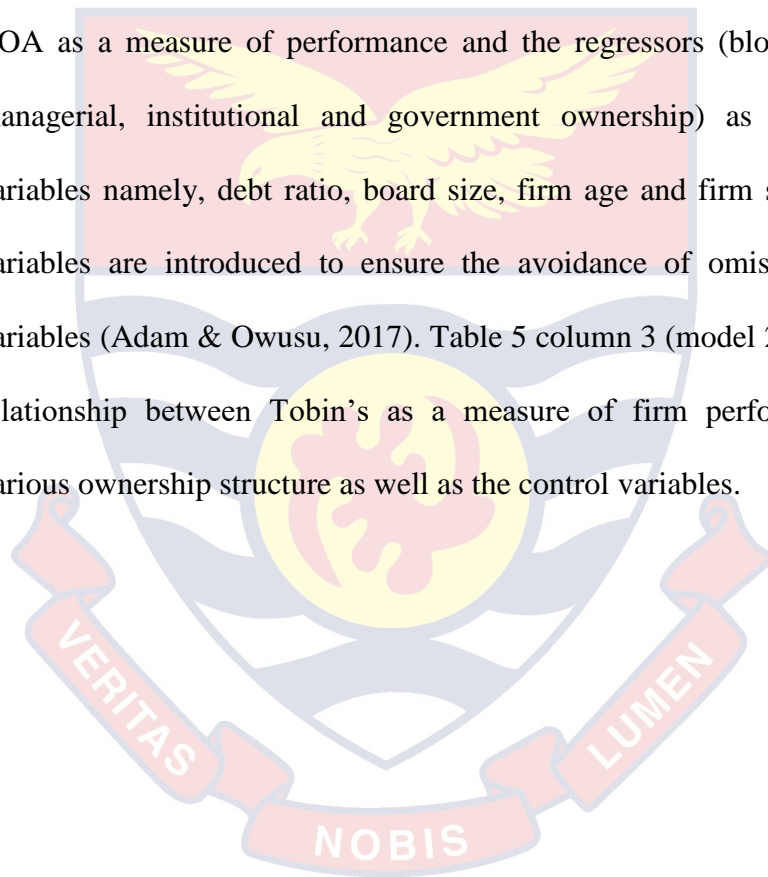 OA as a measure of performance and the regressors (blo
anagerial, institutional and government ownership) as
ariables namely, debt ratio, board size, firm age and firm s
ariables are introduced to ensure the avoidance of omis
ariables (Adam & Owusu, 2017). Table 5 column 3 (model 2
lationship between Tobin’s as a measure of firm perfo
arious ownership structure as well as the control variables.
VERITAS
NOBIS
LUMEN